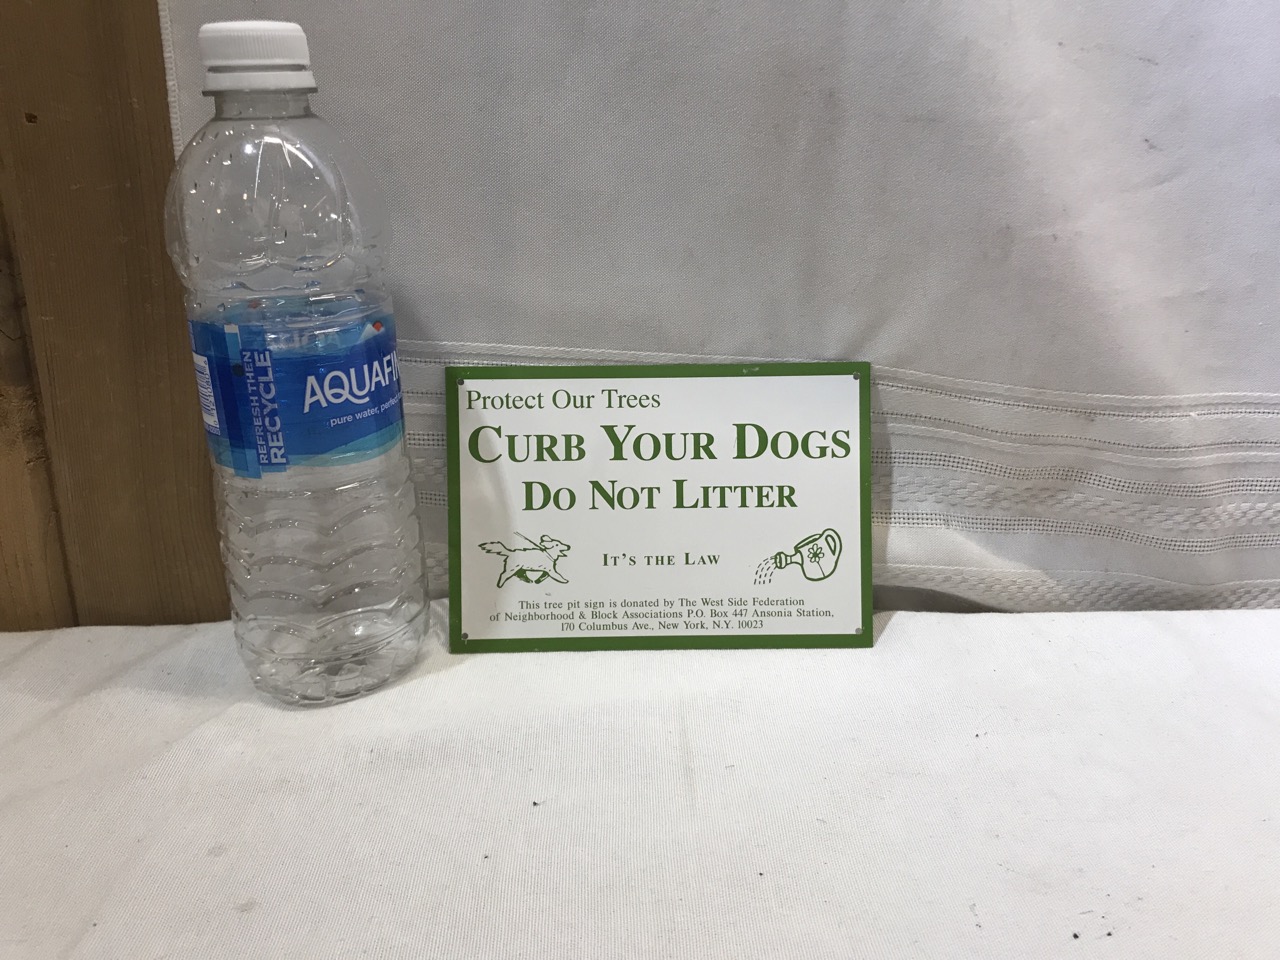 REFRESH THEN
RECYCLE
AQUAFI
pure water, perfect
Protect Our Trees
CURB YOUR DOGS
DO NOT LITTER
IT'S THE LAW
This tree pit sign is donated by The West Side Federation
of Neighborhood & Block Associations P.O. Box 447 Ansonia Station,
170 Columbus Ave., New York, N.Y. 10023